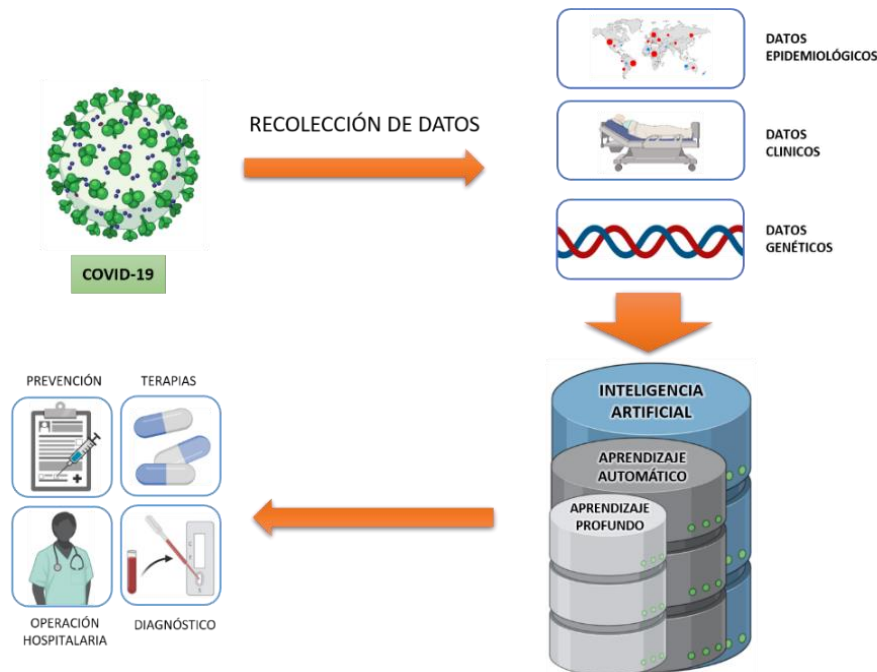 DATOS
EPIDEMIOLÓGICOS
RECOLECCIÓN DE DATOS
DATOS
CLINICOS
DATOS
GENÉTICOS
COVID-19
INTELIGENCIA
ARTIFICIAL
APRENDIZAJE
AUTOMÁTICO
APRENDIZAJE
PROFUNDO
PREVENCIÓN
TERAPIAS
OPERACIÓN
HOSPITALARIA
DIAGNÓSTICO